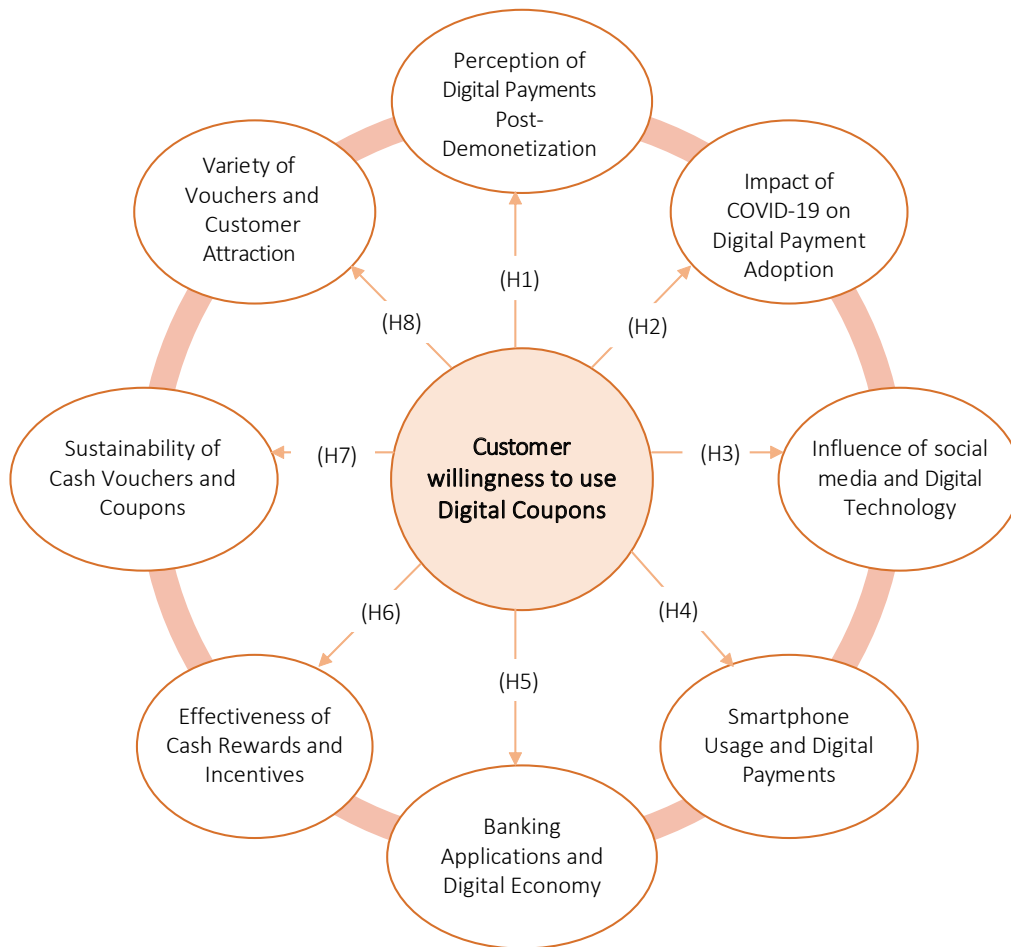 Perception of
Digital Payments
Post-
Demonetization
Variety of
Vouchers and
Customer
Attraction
Impact of
COVID-19 on
Digital Payment
Adoption
(H1)
(H8)
(H2)
Sustainability of
Cash Vouchers and
Coupons
(H7)
Customer
willingness to use
Digital Coupons
(H3)
Influence of social
media and Digital
Technology
(H6)
(H4)
(H5)
Effectiveness of
Cash Rewards and
Incentives
Smartphone
Usage and Digital
Payments
Banking
Applications and
Digital Economy